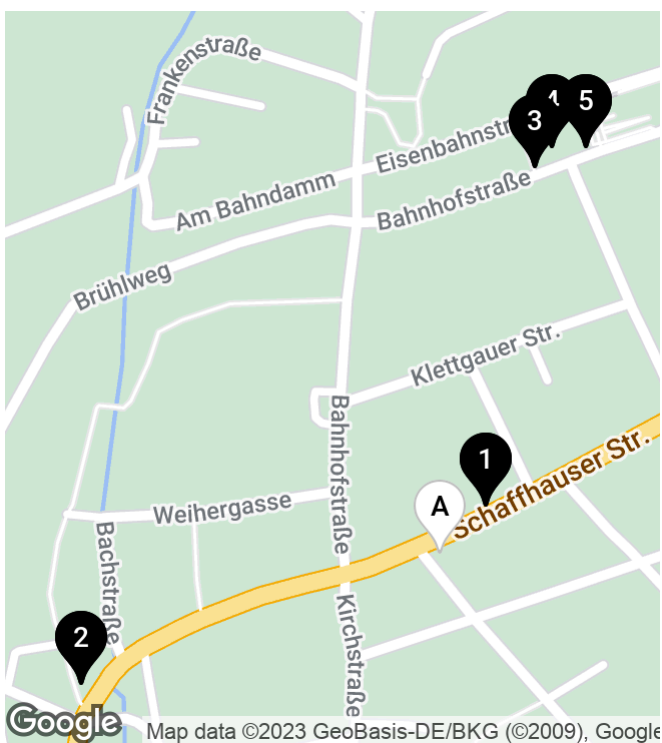 Frankenstraße
4
5
3
Eisenbahnstr
Am Bahndamm
Bahnhofstraße
Brühlweg
Klettgauer Str.
Bahnhofstraße
1
Schaffhauser Str.
A
Weihergasse
Bachstraße
Kirchstraße
2
Google
Map data ©2023 GeoBasis-DE/BKG (©2009), Google